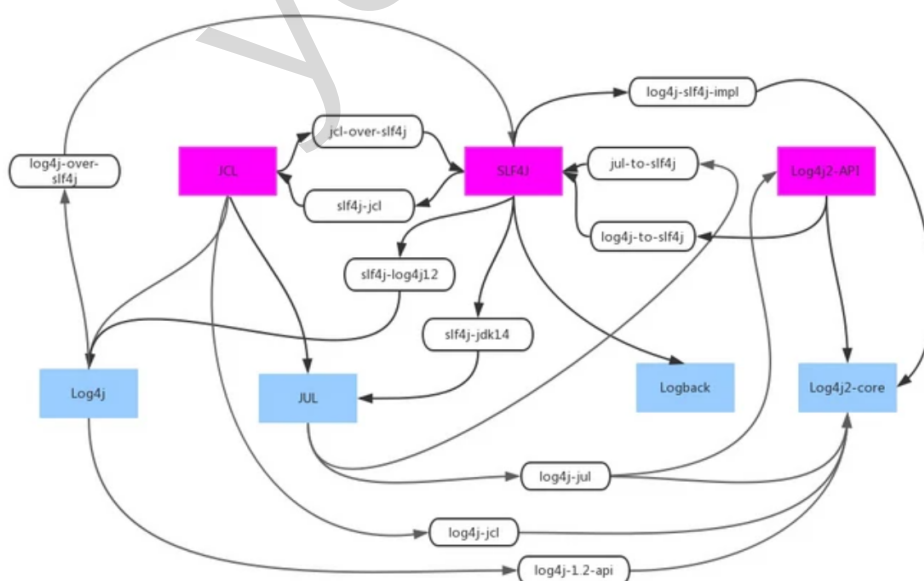 log4j-slf4j-impl
jcl-over-slf4j
log4j-over-
slf4j
JCL
SLF4J
jul-to-slf4j
Log4j2-API
slf4j-jcl
log4j-to-slf4j
slf4j-log4j12
slf4j-jdk14
Log4j
JUL
Logback
Log4j2-core
log4j-jul
log4j-jcl
log4j-1.2-api